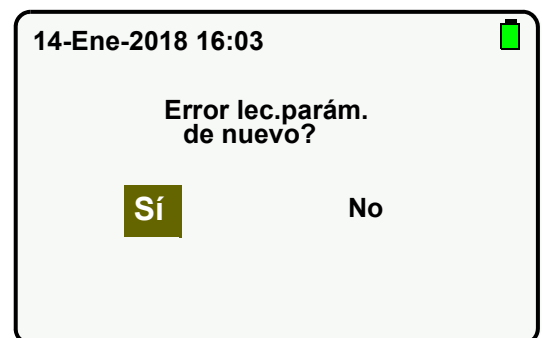 14-Ene-2018 16:03
Error lec.parám.
de nuevo?
Sí No